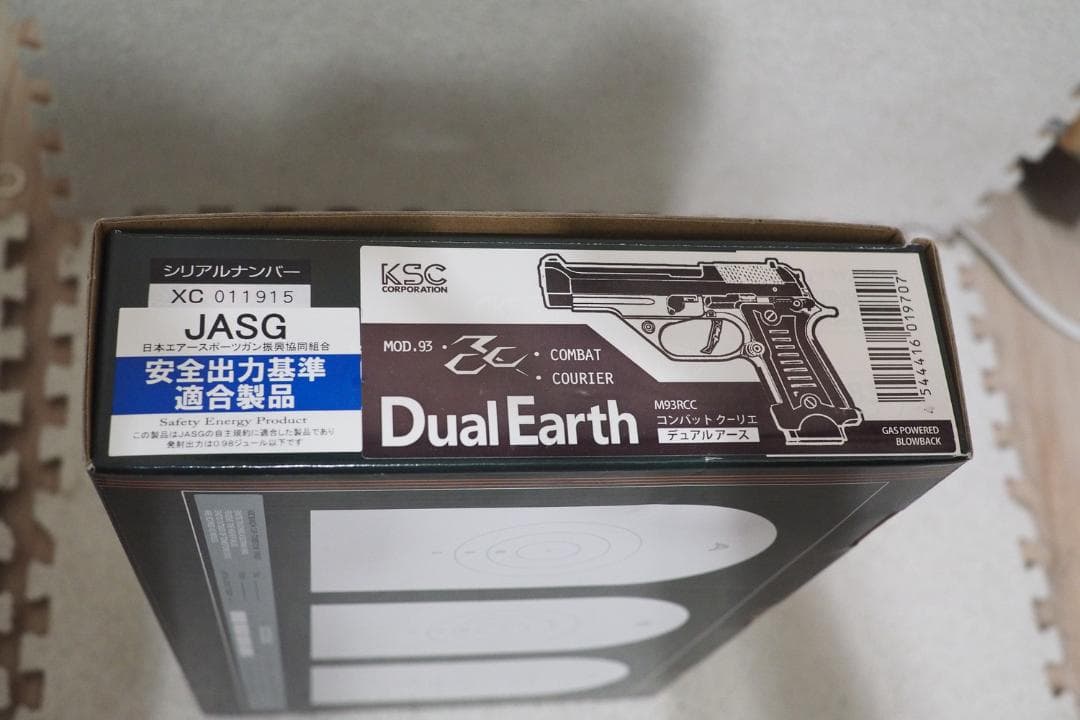 シリアルナンバー
XC 011915
JASG
日本エアースポーツガン振興協同組合
安全出力基準
適合製品
Safety Energy Product
この製品はJASGの自主規約に適合した製品であり
発射出力は0.98ジュール以下です
KSC
CORPORATION
MOD.93
COMBAT
COURIER
Dual Earth
M93RCC
コンバット クーリエ
デュアル アース
4 544416 019707
GAS POWERED
BLOWBACK